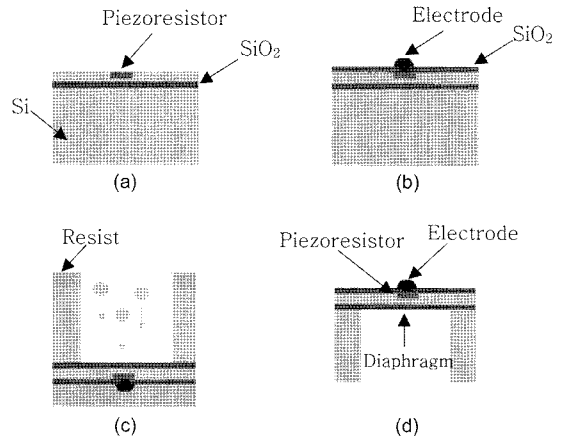 Piezoresistor
SiO₂
Si
(a)
Electrode
SiO₂
(b)
Resist
(c)
Piezoresistor
Electrode
Diaphragm
(d)